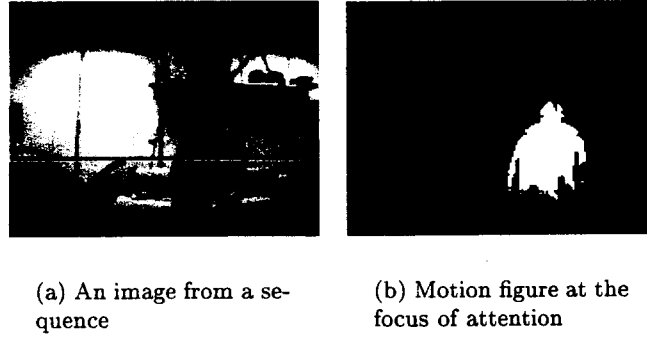 (a) An image from a se-
quence
(b) Motion figure at the
focus of attention